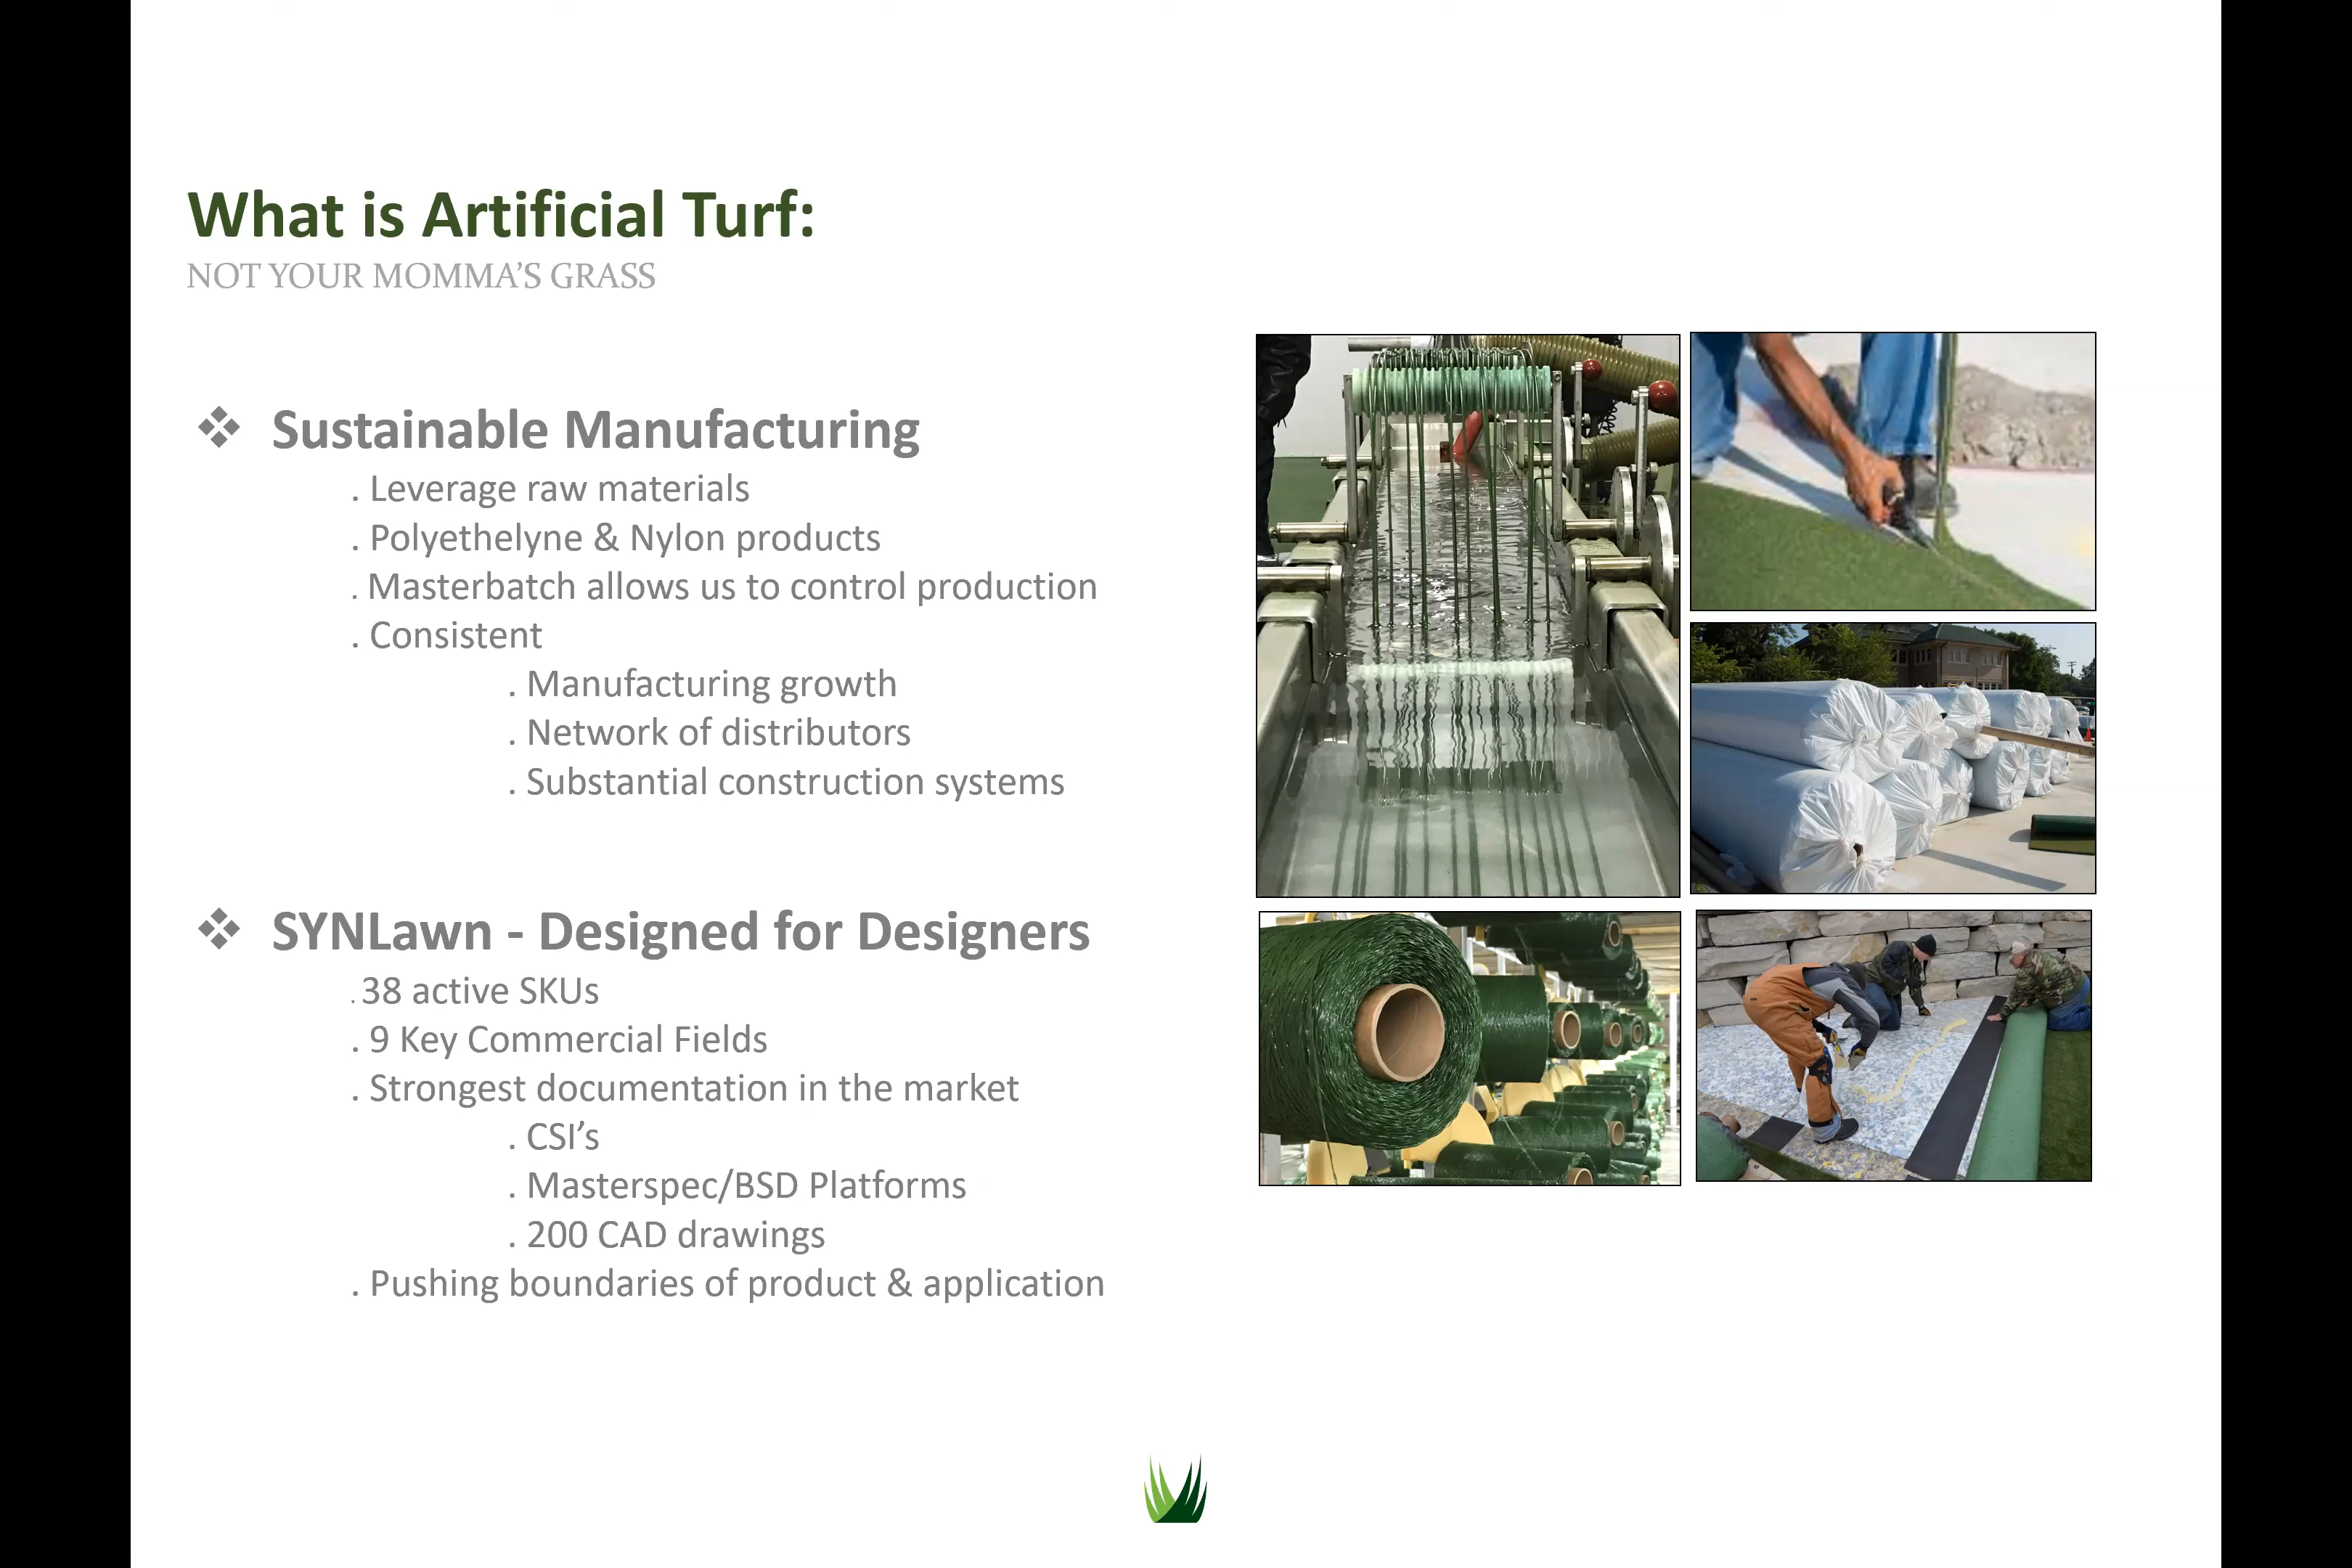 What is Artificial Turf:
NOT YOUR MOMMA'S GRASS
❖ Sustainable Manufacturing
. Leverage raw materials
. Polyethelyne & Nylon products
. Masterbatch allows us to control production
. Consistent
. Manufacturing growth
. Network of distributors
. Substantial construction systems
❖ SYNLawn - Designed for Designers
. 38 active SKUs
. 9 Key Commercial Fields
. Strongest documentation in the market
. CSI's
. Masterspec/BSD Platforms
. 200 CAD drawings
. Pushing boundaries of product & application